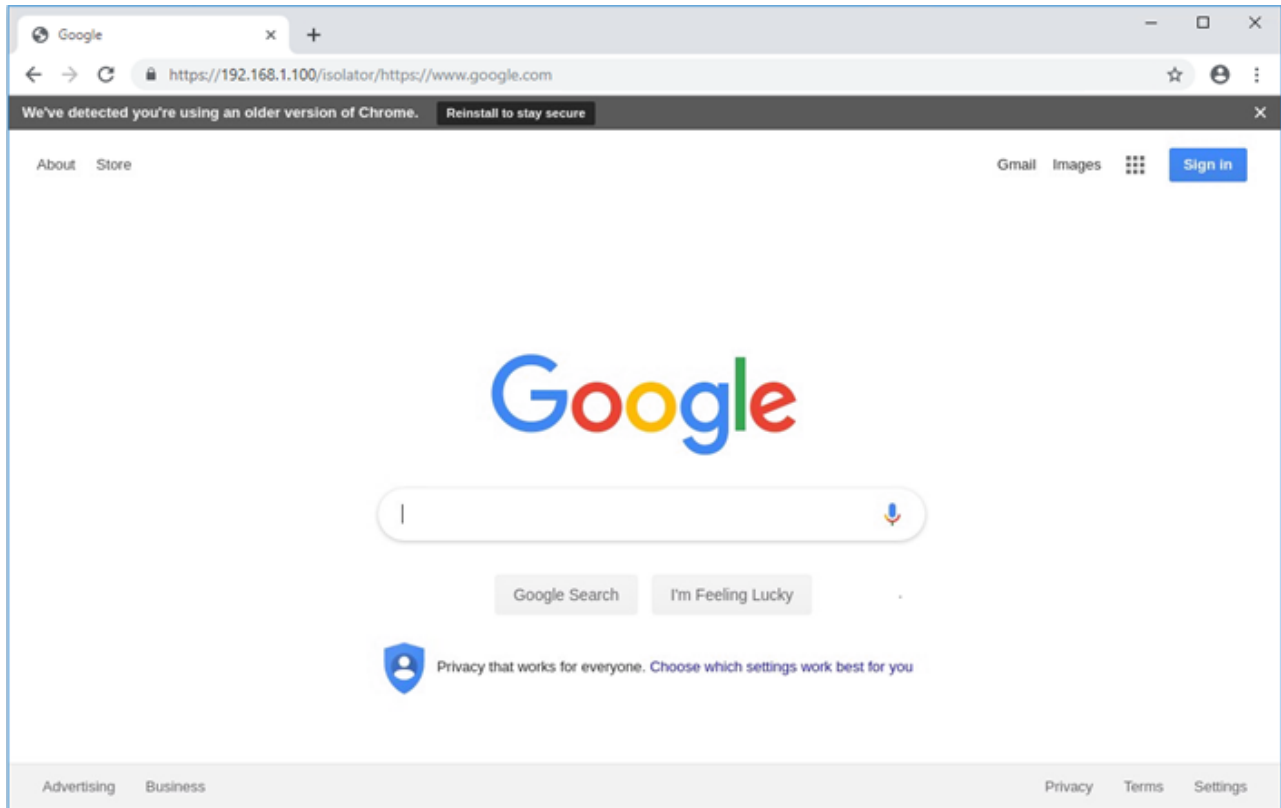 Google
https://192.168.1.100/isolator/https://www.google.com
We've detected you're using an older version of Chrome. Reinstall to stay secure
About Store Gmail Images Sign in
Google
Google Search I'm Feeling Lucky
Privacy that works for everyone. Choose which settings work best for you
Advertising Business Privacy Terms Settings